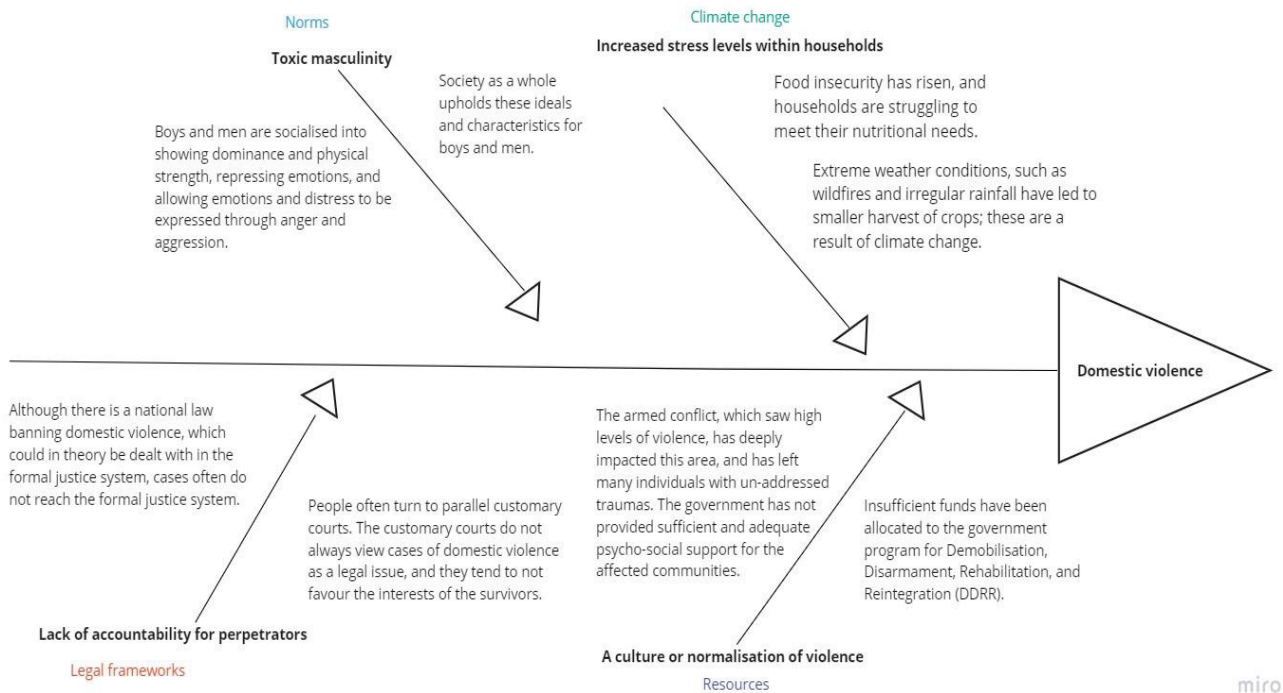 Norms
Toxic masculinity
Boys and men are socialised into
showing dominance and physical
strength, repressing emotions, and
allowing emotions and distress to be
expressed through anger and
aggression.
Society as a whole
upholds these ideals
and characteristics for
boys and men.
Climate change
Increased stress levels within households
Food insecurity has risen, and
households are struggling to
meet their nutritional needs.
Extreme weather conditions, such as
wildfires and irregular rainfall have led to
smaller harvest of crops; these are a
result of climate change.
Domestic violence
Although there is a national law
banning domestic violence, which
could in theory be dealt with in the
formal justice system, cases often do
not reach the formal justice system.
People often turn to parallel customary
courts. The customary courts do not
always view cases of domestic violence
as a legal issue, and they tend to not
favour the interests of the survivors.
Lack of accountability for perpetrators
Legal frameworks
The armed conflict, which saw high
levels of violence, has deeply
impacted this area, and has left
many individuals with un-addressed
traumas. The government has not
provided sufficient and adequate
psycho-social support for the
affected communities.
Insufficient funds have been
allocated to the government
program for Demobilisation,
Disarmament, Rehabilitation, and
Reintegration (DDRR).
A culture or normalisation of violence
Resources
miro